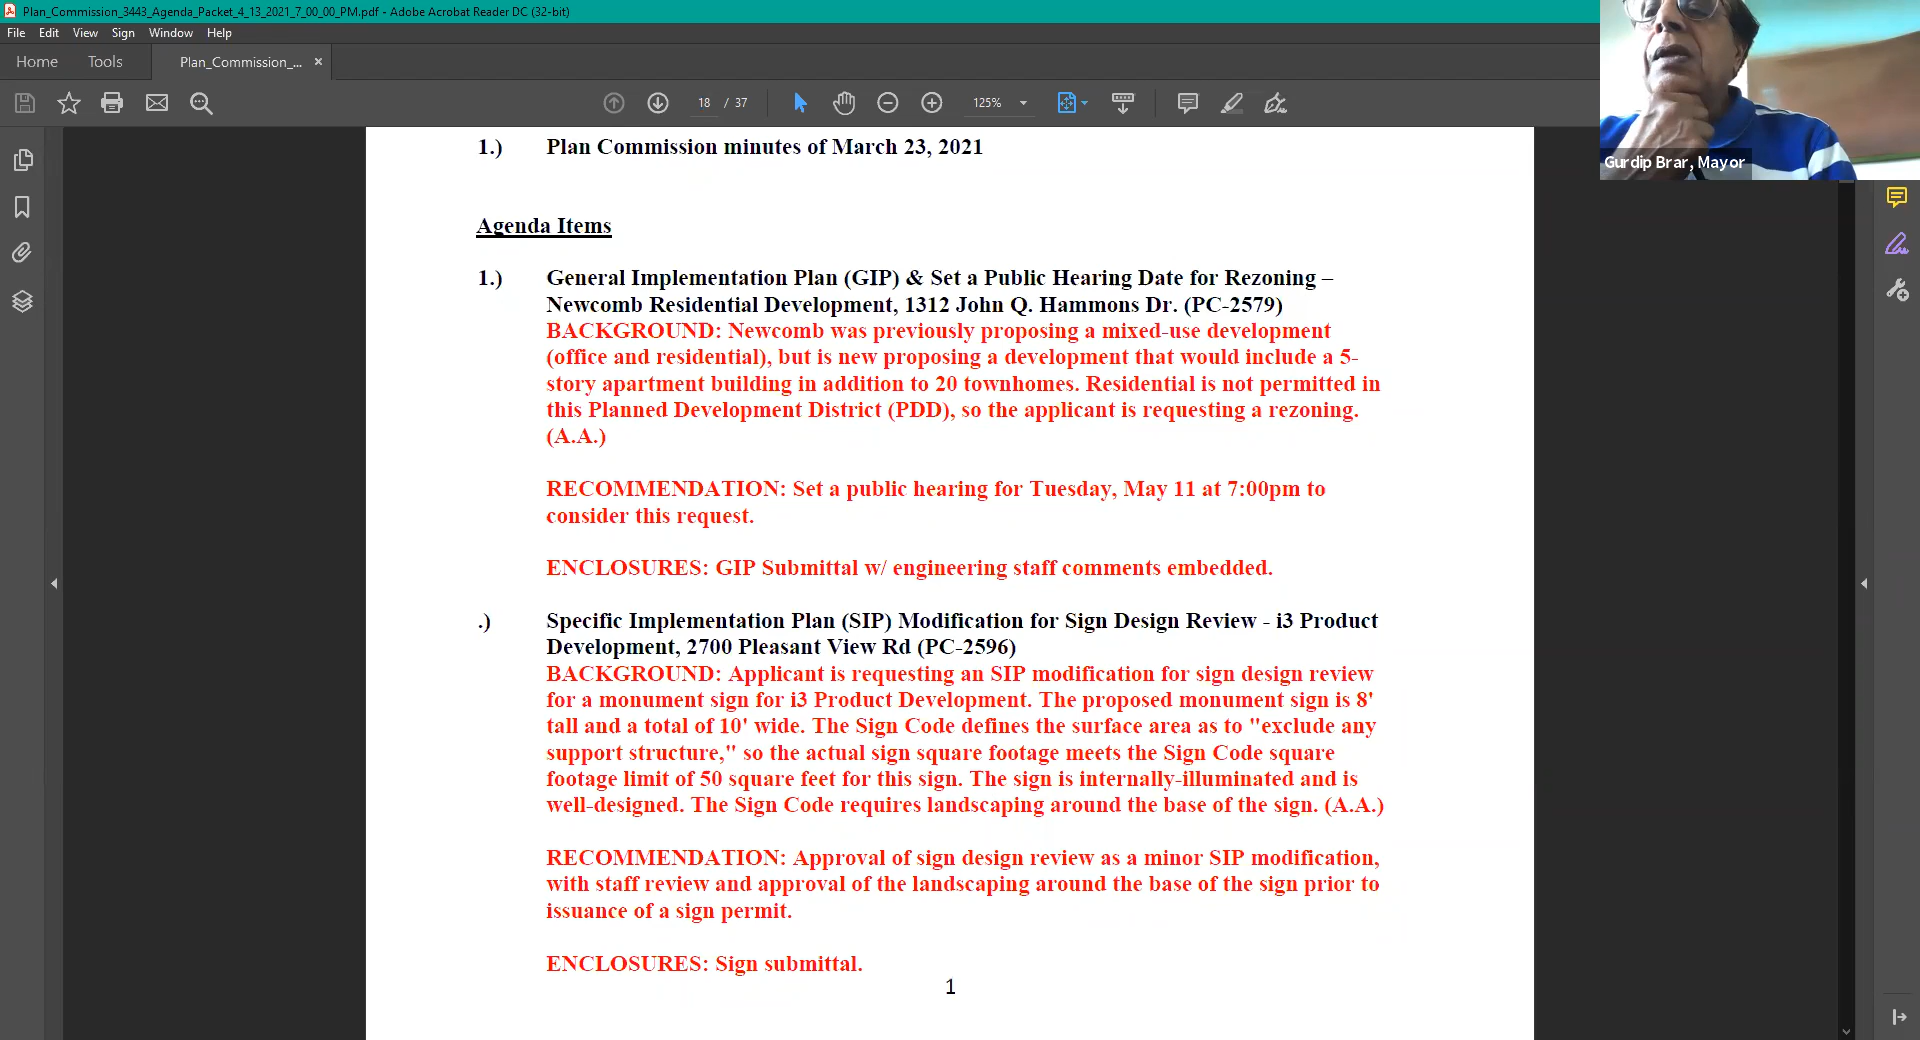 Plan_Commission_3443_Agenda_Packet_4_13_2021_7_00_00_PM.pdf - Adobe Acrobat Reader DC (32-bit)
File Edit View Sign Window Help
Home Tools Plan_Commission_... ×
18 / 37 125%
Gurdip Brar, Mayor
1.) Plan Commission minutes of March 23, 2021
Agenda Items
1.) General Implementation Plan (GIP) & Set a Public Hearing Date for Rezoning –
Newcomb Residential Development, 1312 John Q. Hammons Dr. (PC-2579)
BACKGROUND: Newcomb was previously proposing a mixed-use development
(office and residential), but is new proposing a development that would include a 5-
story apartment building in addition to 20 townhomes. Residential is not permitted in
this Planned Development District (PDD), so the applicant is requesting a rezoning.
(A.A.)
RECOMMENDATION: Set a public hearing for Tuesday, May 11 at 7:00pm to
consider this request.
ENCLOSURES: GIP Submittal w/ engineering staff comments embedded.
.) Specific Implementation Plan (SIP) Modification for Sign Design Review - i3 Product
Development, 2700 Pleasant View Rd (PC-2596)
BACKGROUND: Applicant is requesting an SIP modification for sign design review
for a monument sign for i3 Product Development. The proposed monument sign is 8'
tall and a total of 10' wide. The Sign Code defines the surface area as to "exclude any
support structure," so the actual sign square footage meets the Sign Code square
footage limit of 50 square feet for this sign. The sign is internally-illuminated and is
well-designed. The Sign Code requires landscaping around the base of the sign. (A.A.)
RECOMMENDATION: Approval of sign design review as a minor SIP modification,
with staff review and approval of the landscaping around the base of the sign prior to
issuance of a sign permit.
ENCLOSURES: Sign submittal.
1